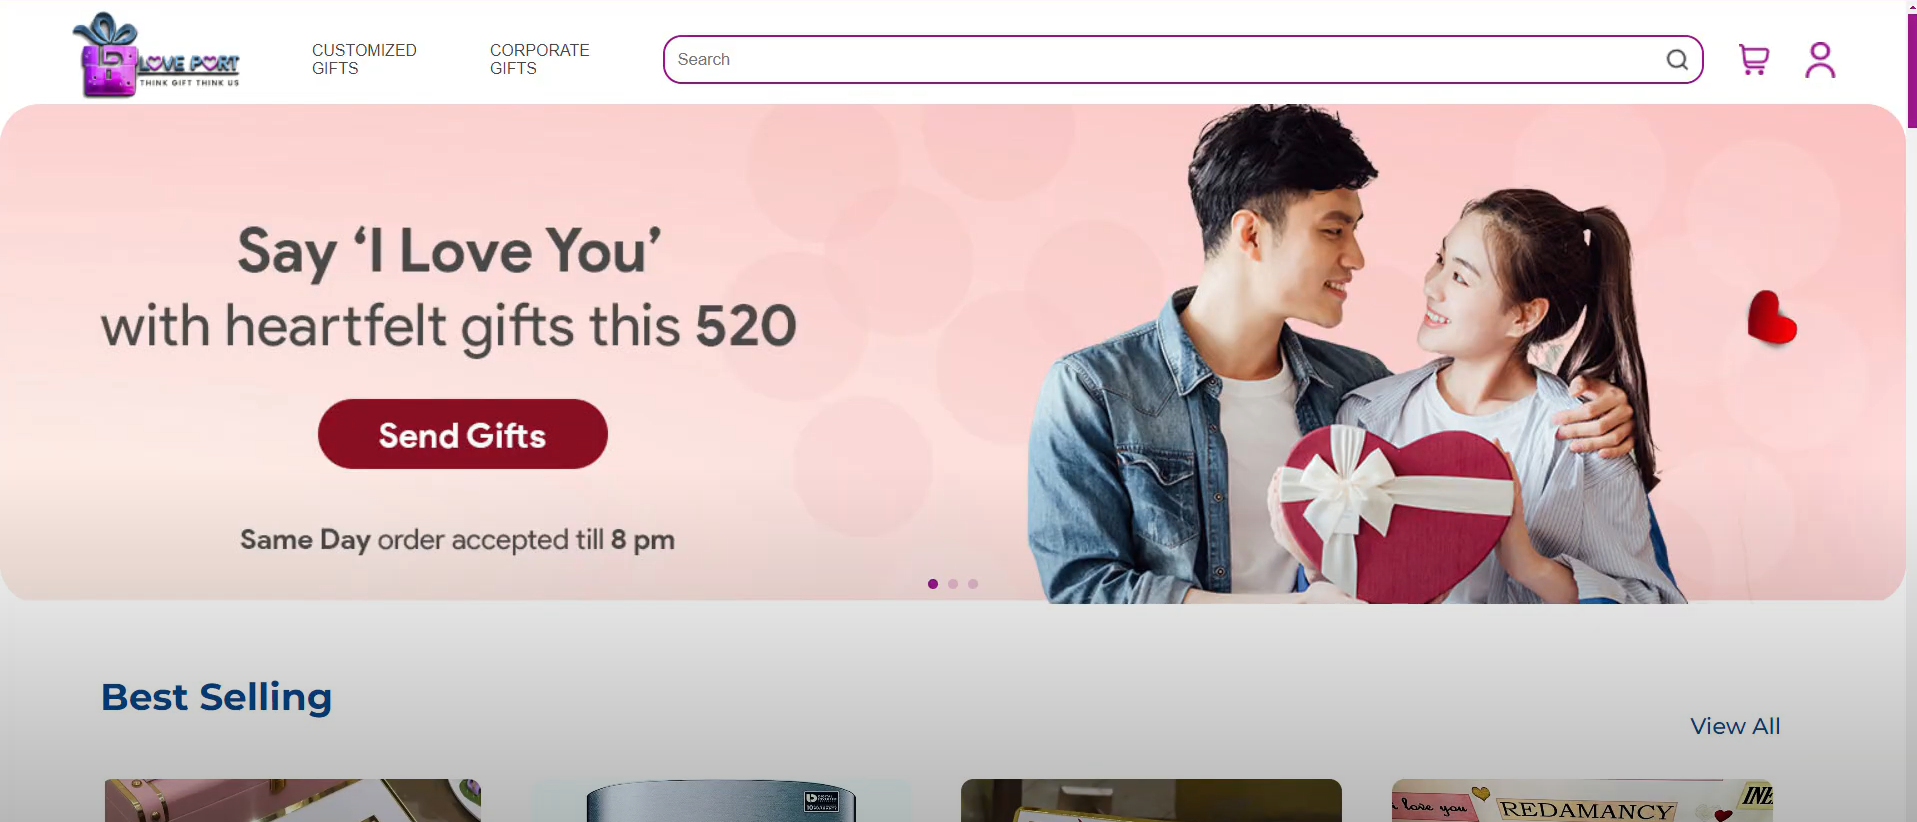 LOVE PORT
THINK GIFT THINK US
CUSTOMIZED
GIFTS
CORPORATE
GIFTS
Search
Say ‘I Love You’
with heartfelt gifts this 520
Send Gifts
Same Day order accepted till 8 pm
Best Selling
View All
i love you
REDAMANCY